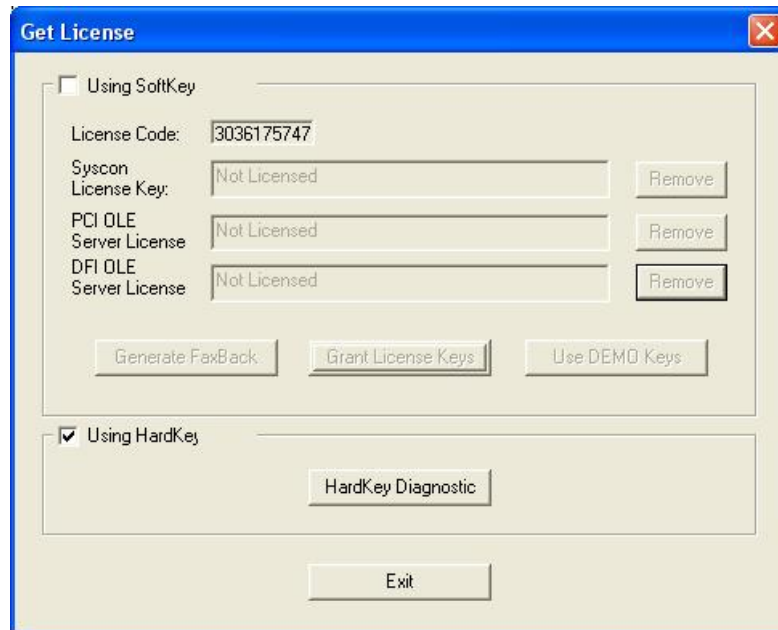 Get License
Using SoftKey
License Code: 3036175747
Syscon
License Key: Not Licensed Remove
PCI OLE
Server License Not Licensed Remove
DFI OLE
Server License Not Licensed Remove
Generate FaxBack Grant License Keys Use DEMO Keys
Using HardKey
HardKey Diagnostic
Exit